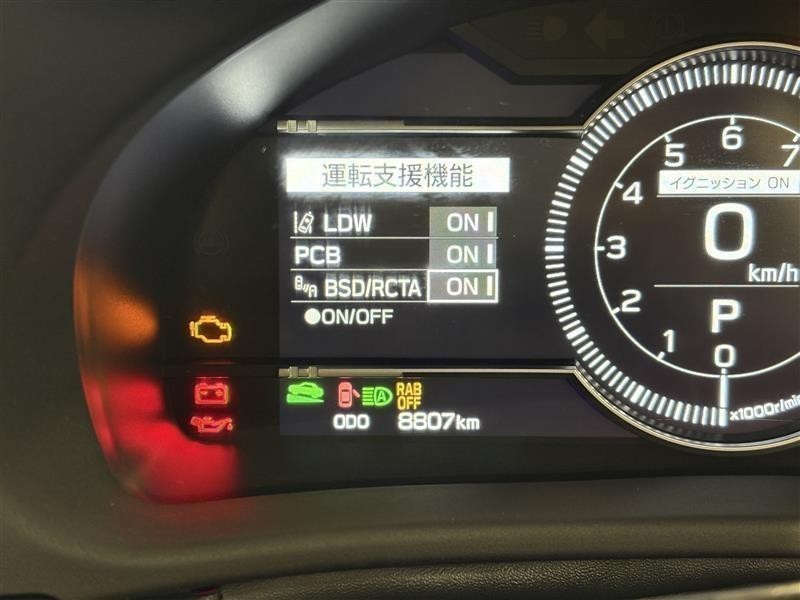 運転支援機能
LDW ON
PCB ON
BSD/RCTA ON
●ON/OFF
RAB
OFF
ODO 8807km
7
6
5
4
3
2
1
0
イグニッション ON
0
km/h
P
x1000r/min